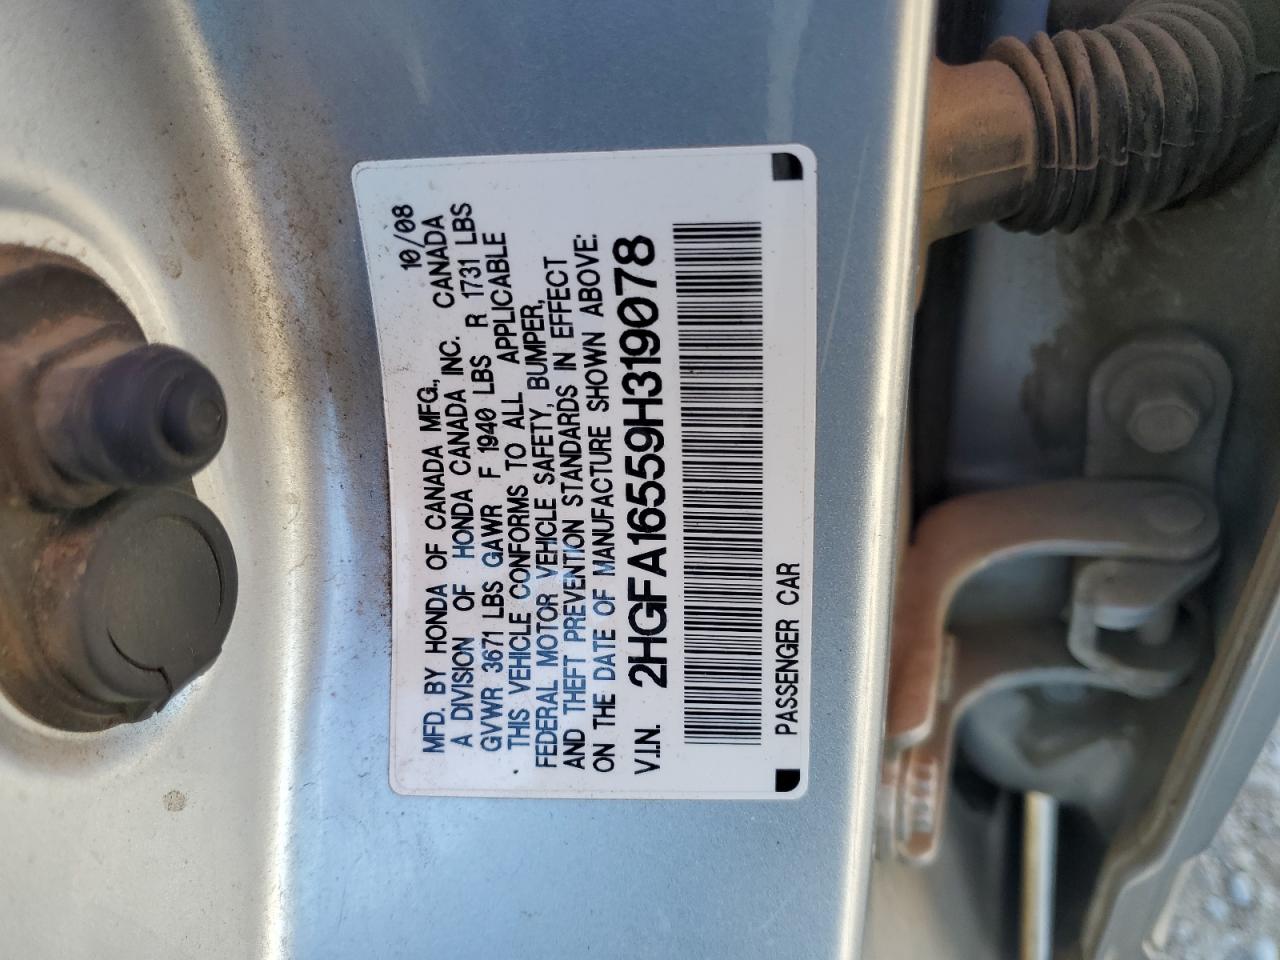 MFD. BY HONDA OF CANADA MFG., 10/08
A DIVISION OF HONDA CANADA INC. CANADA
GVWR 3671 LBS GAWR F 1940 LBS R 1731 LBS
THIS VEHICLE CONFORMS TO ALL APPLICABLE
FEDERAL MOTOR VEHICLE SAFETY, BUMPER,
AND THEFT PREVENTION STANDARDS IN EFFECT
ON THE DATE OF MANUFACTURE SHOWN ABOVE:
V.I.N. 2HGFA16559H319078
PASSENGER CAR